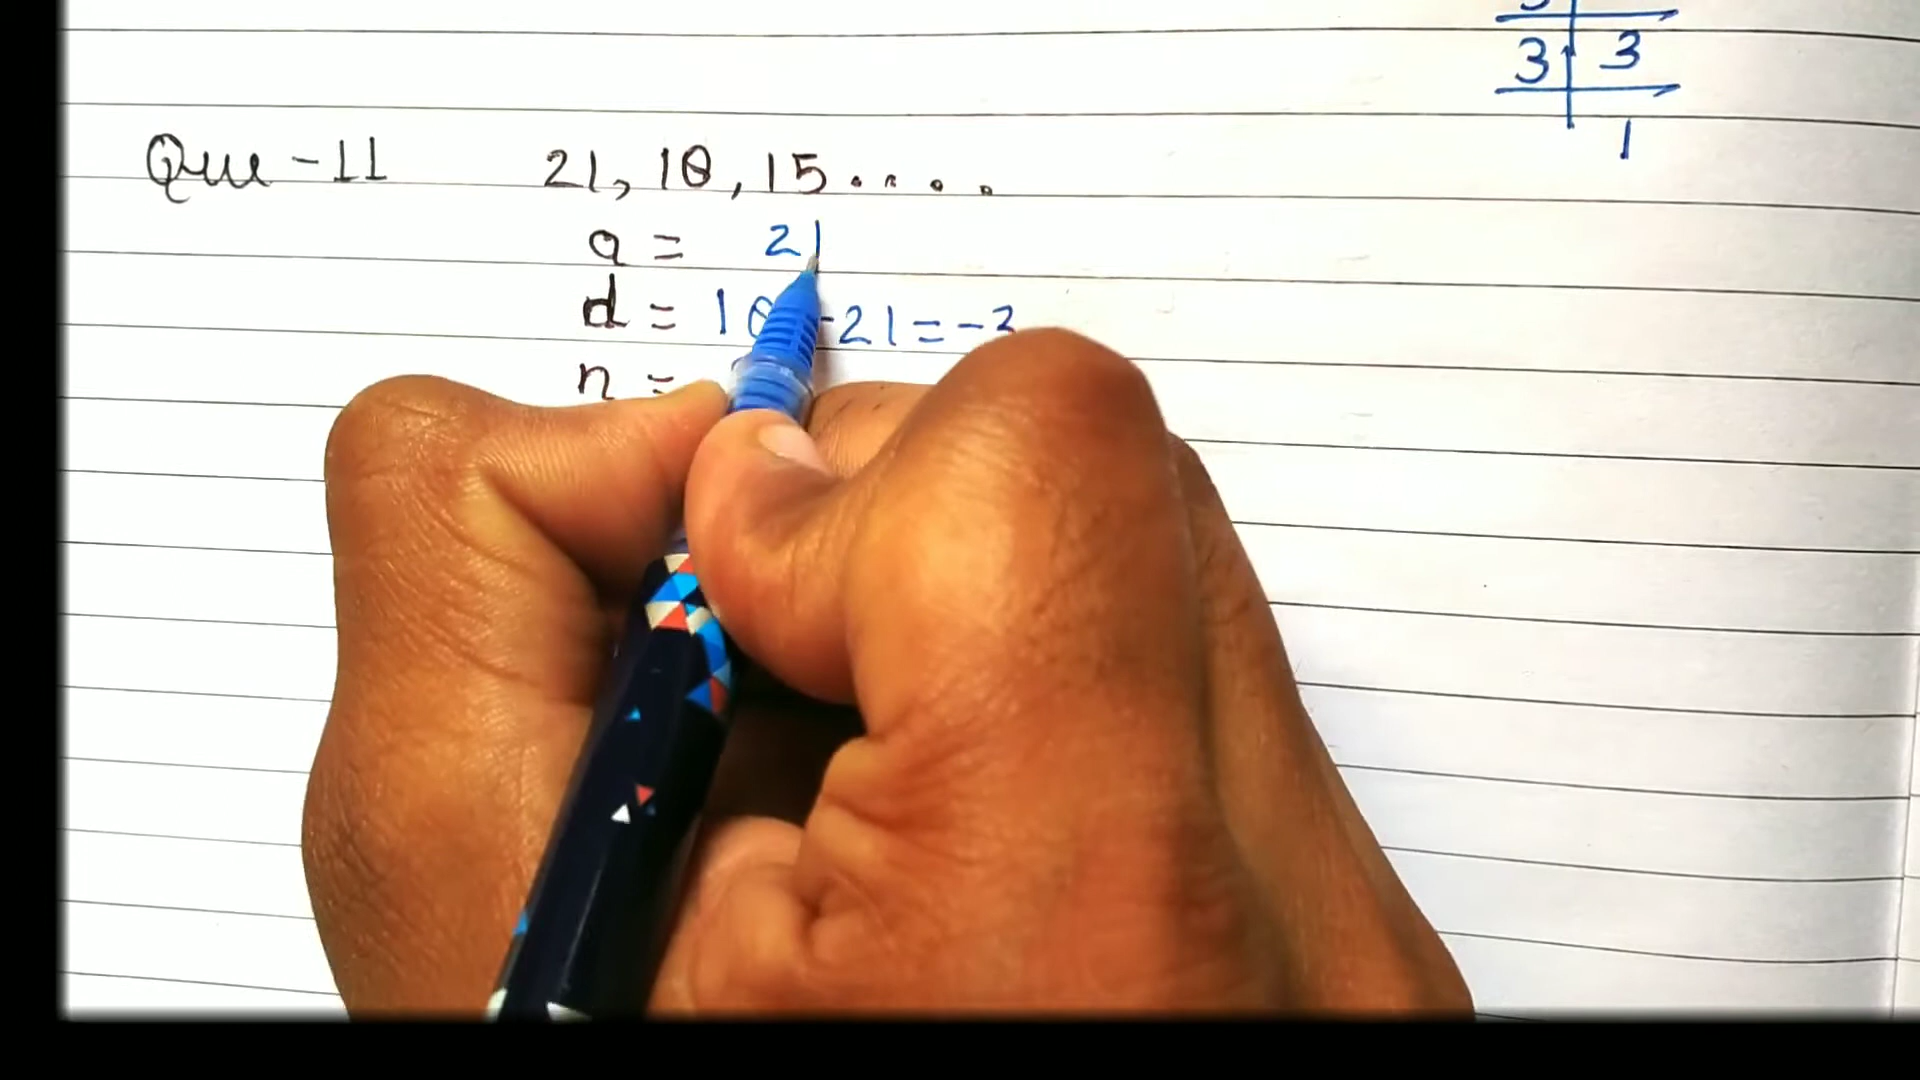 3 3
1
Que - 11 21, 18, 15 . . . .
a = 21
d = 18 - 21 = -3
n =